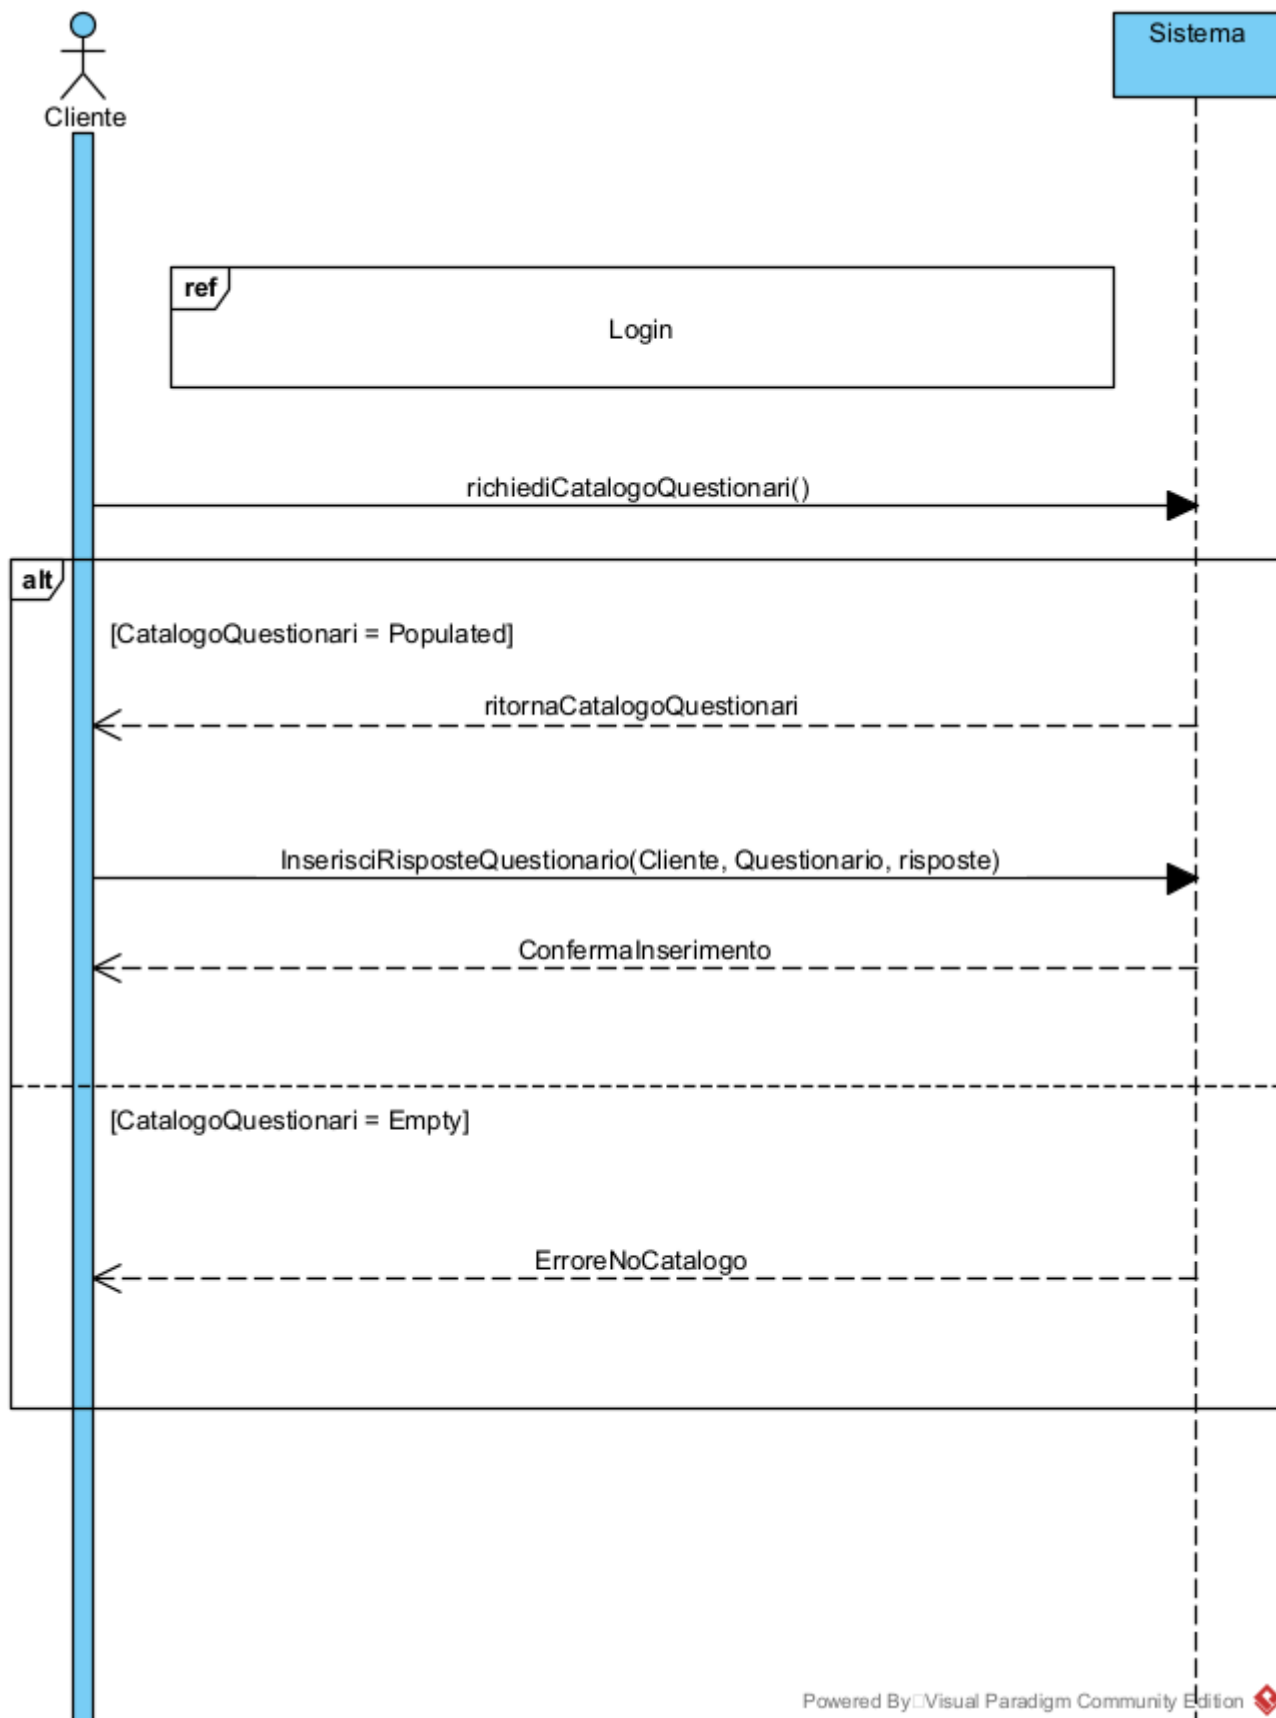 Cliente
Sistema
ref
Login
richiediCatalogoQuestionari()
alt
[CatalogoQuestionari = Populated]
ritornaCatalogoQuestionari
InserisciRisposteQuestionario(Cliente, Questionario, risposte)
ConfermaInserimento
[CatalogoQuestionari = Empty]
ErroreNoCatalogo
Powered By Visual Paradigm Community Edition